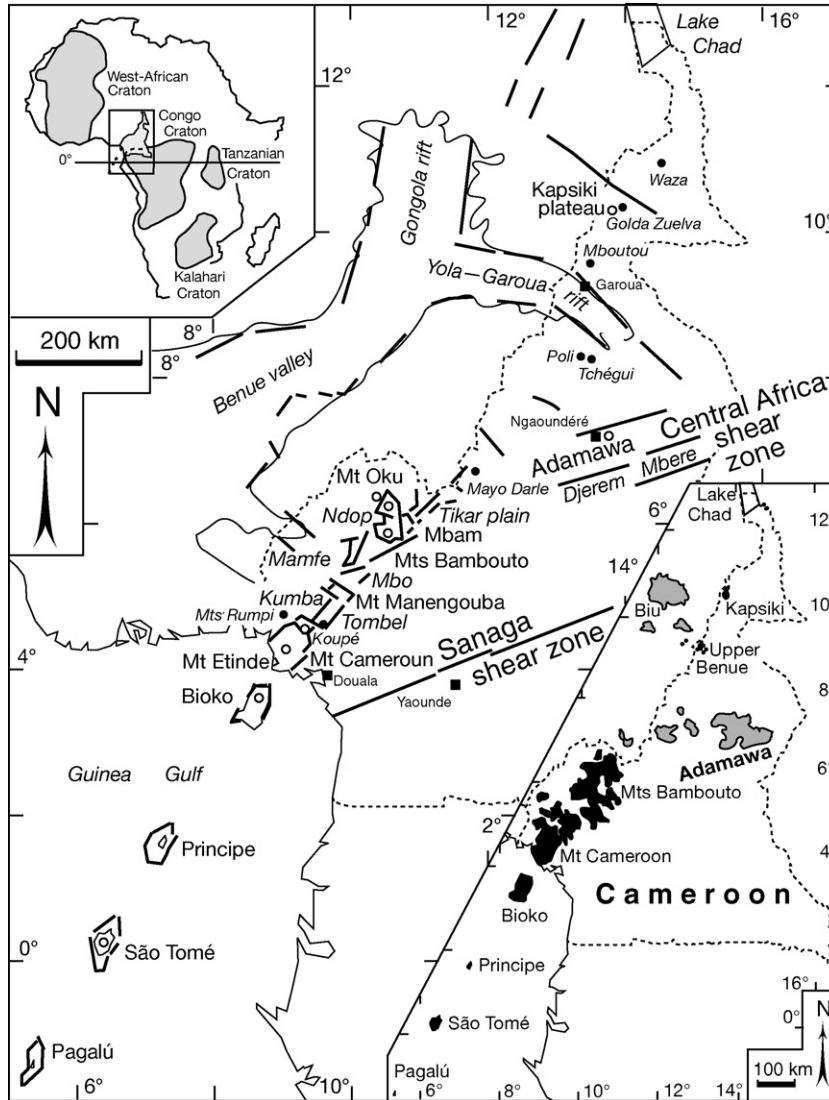 12°
16°
Lake
Chad
West-African
Craton
Congo
Craton
Tanzanian
Craton
0°
Kalahari
Craton
12°
Gongola rift
Waza
Kapsiki
plateau
Golda Zuelva
10°
Mboutou
Garoua
Yola—Garoua
rift
200 km
8°
8°
Benue valley
Poli
Tchégui
N
Ngaoundéré
Adamawa
Central Africa
shear
zone
Djerem
Mbere
Mt Oku
Mayo Darle
Ndop
Tikar plain
Mbam
Mamfe
Mts Bambouto
Mbo
Kumba
Mt Manengouba
Mts Rumpi
Tombel
Koupé
4°
Mt Etinde
Mt Cameroun
Sanaga
shear zone
Douala
Yaounde
Bioko
Guinea Gulf
Principe
0°
São Tomé
Pagalú
6°
10°
6°
Lake
Chad
14°
Biu
Kapsiki
10°
Upper
Benue
8°
Adamawa
6°
Mts Bambouto
2°
Mt Cameroon
4°
Cameroon
Bioko
Principe
16°
0°
N
São Tomé
Pagalú
6°
8°
10°
12°
14°
100 km